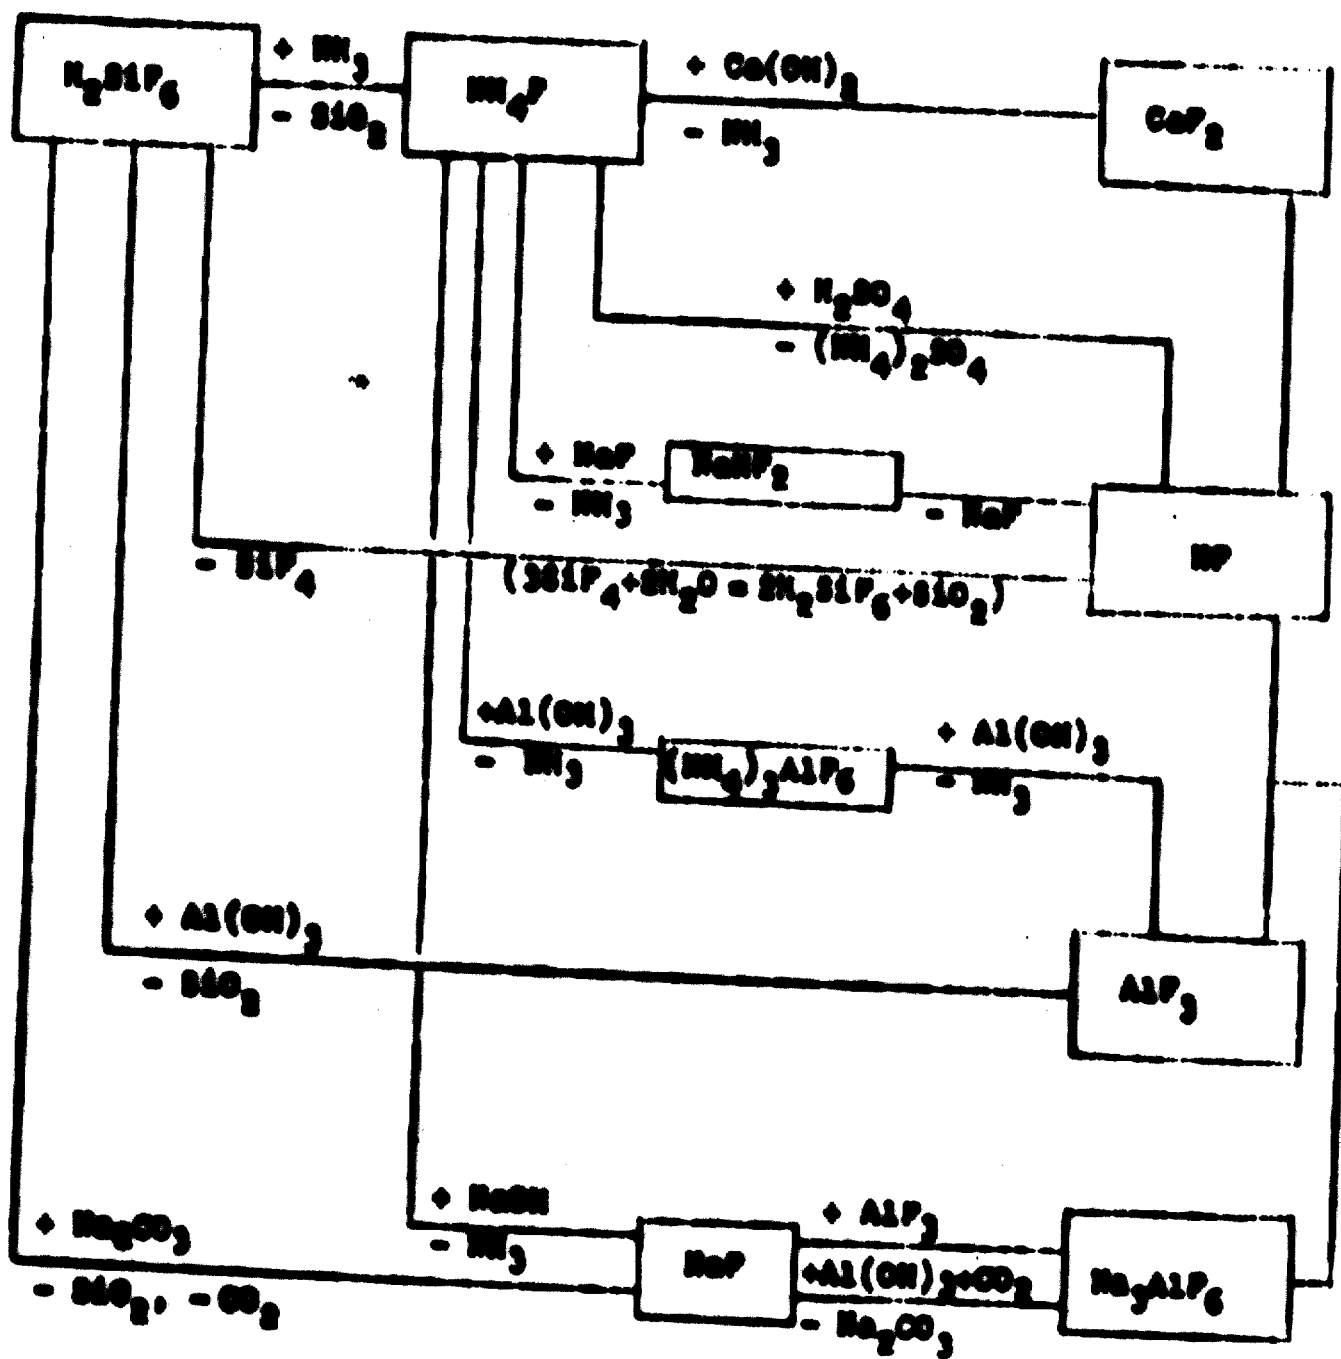 H2SiF6
+ NH3
- SiO2
NH4F
+ Ca(OH)2
- NH3
CaF2
+ H2SO4
- (NH4)2SO4
+ NaF
- NH3
NaHF2
- NaF
HF
- SiF4
(3SiF4+2H2O = 2H2SiF6+SiO2)
+Al(OH)3
- NH3
(NH4)3AlF6
+ Al(OH)3
- NH3
+ Al(OH)3
- SiO2
AlF3
+ Na2CO3
- SiO2, - CO2
+ NaOH
- NH3
NaF
+ AlF3
+Al(OH)3+CO2
- Na2CO3
Na3AlF6